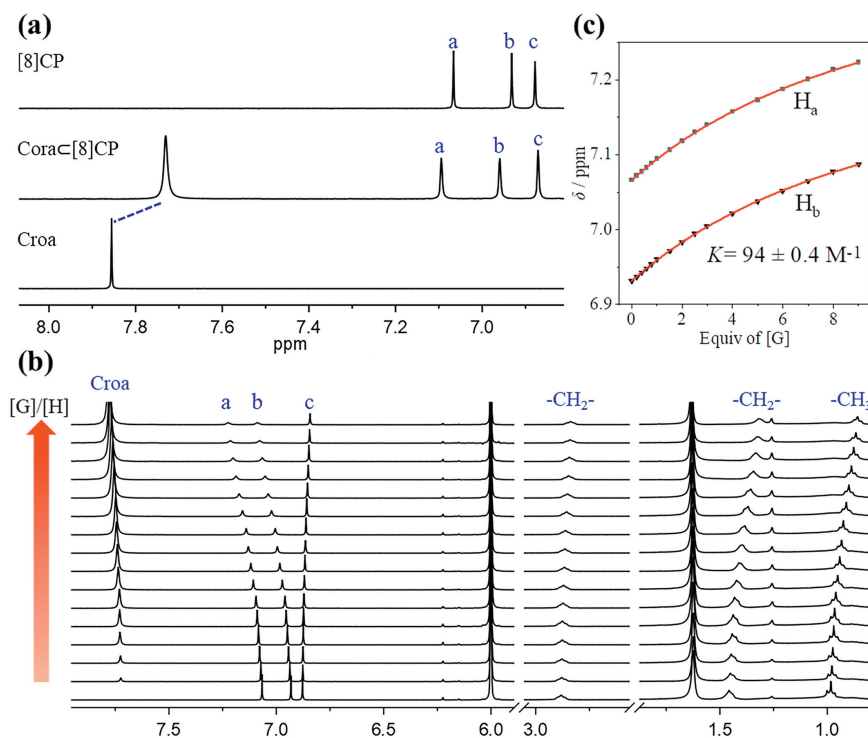 (a)
[8]CP
a b c
Cora⊂[8]CP
a b c
Croa
8.0 7.8 7.6 7.4 7.2 7.0
ppm
(c)
7.2
7.1
7.0
6.9
δ / ppm
Hₐ
H_b
K= 94 ± 0.4 M⁻¹
0 2 4 6 8
Equiv of [G]
(b)
[G]/[H]
Croa a b c -CH₂- -CH₂- -CH₃
7.5 7.0 6.5 6.0 3.0 1.5 1.0